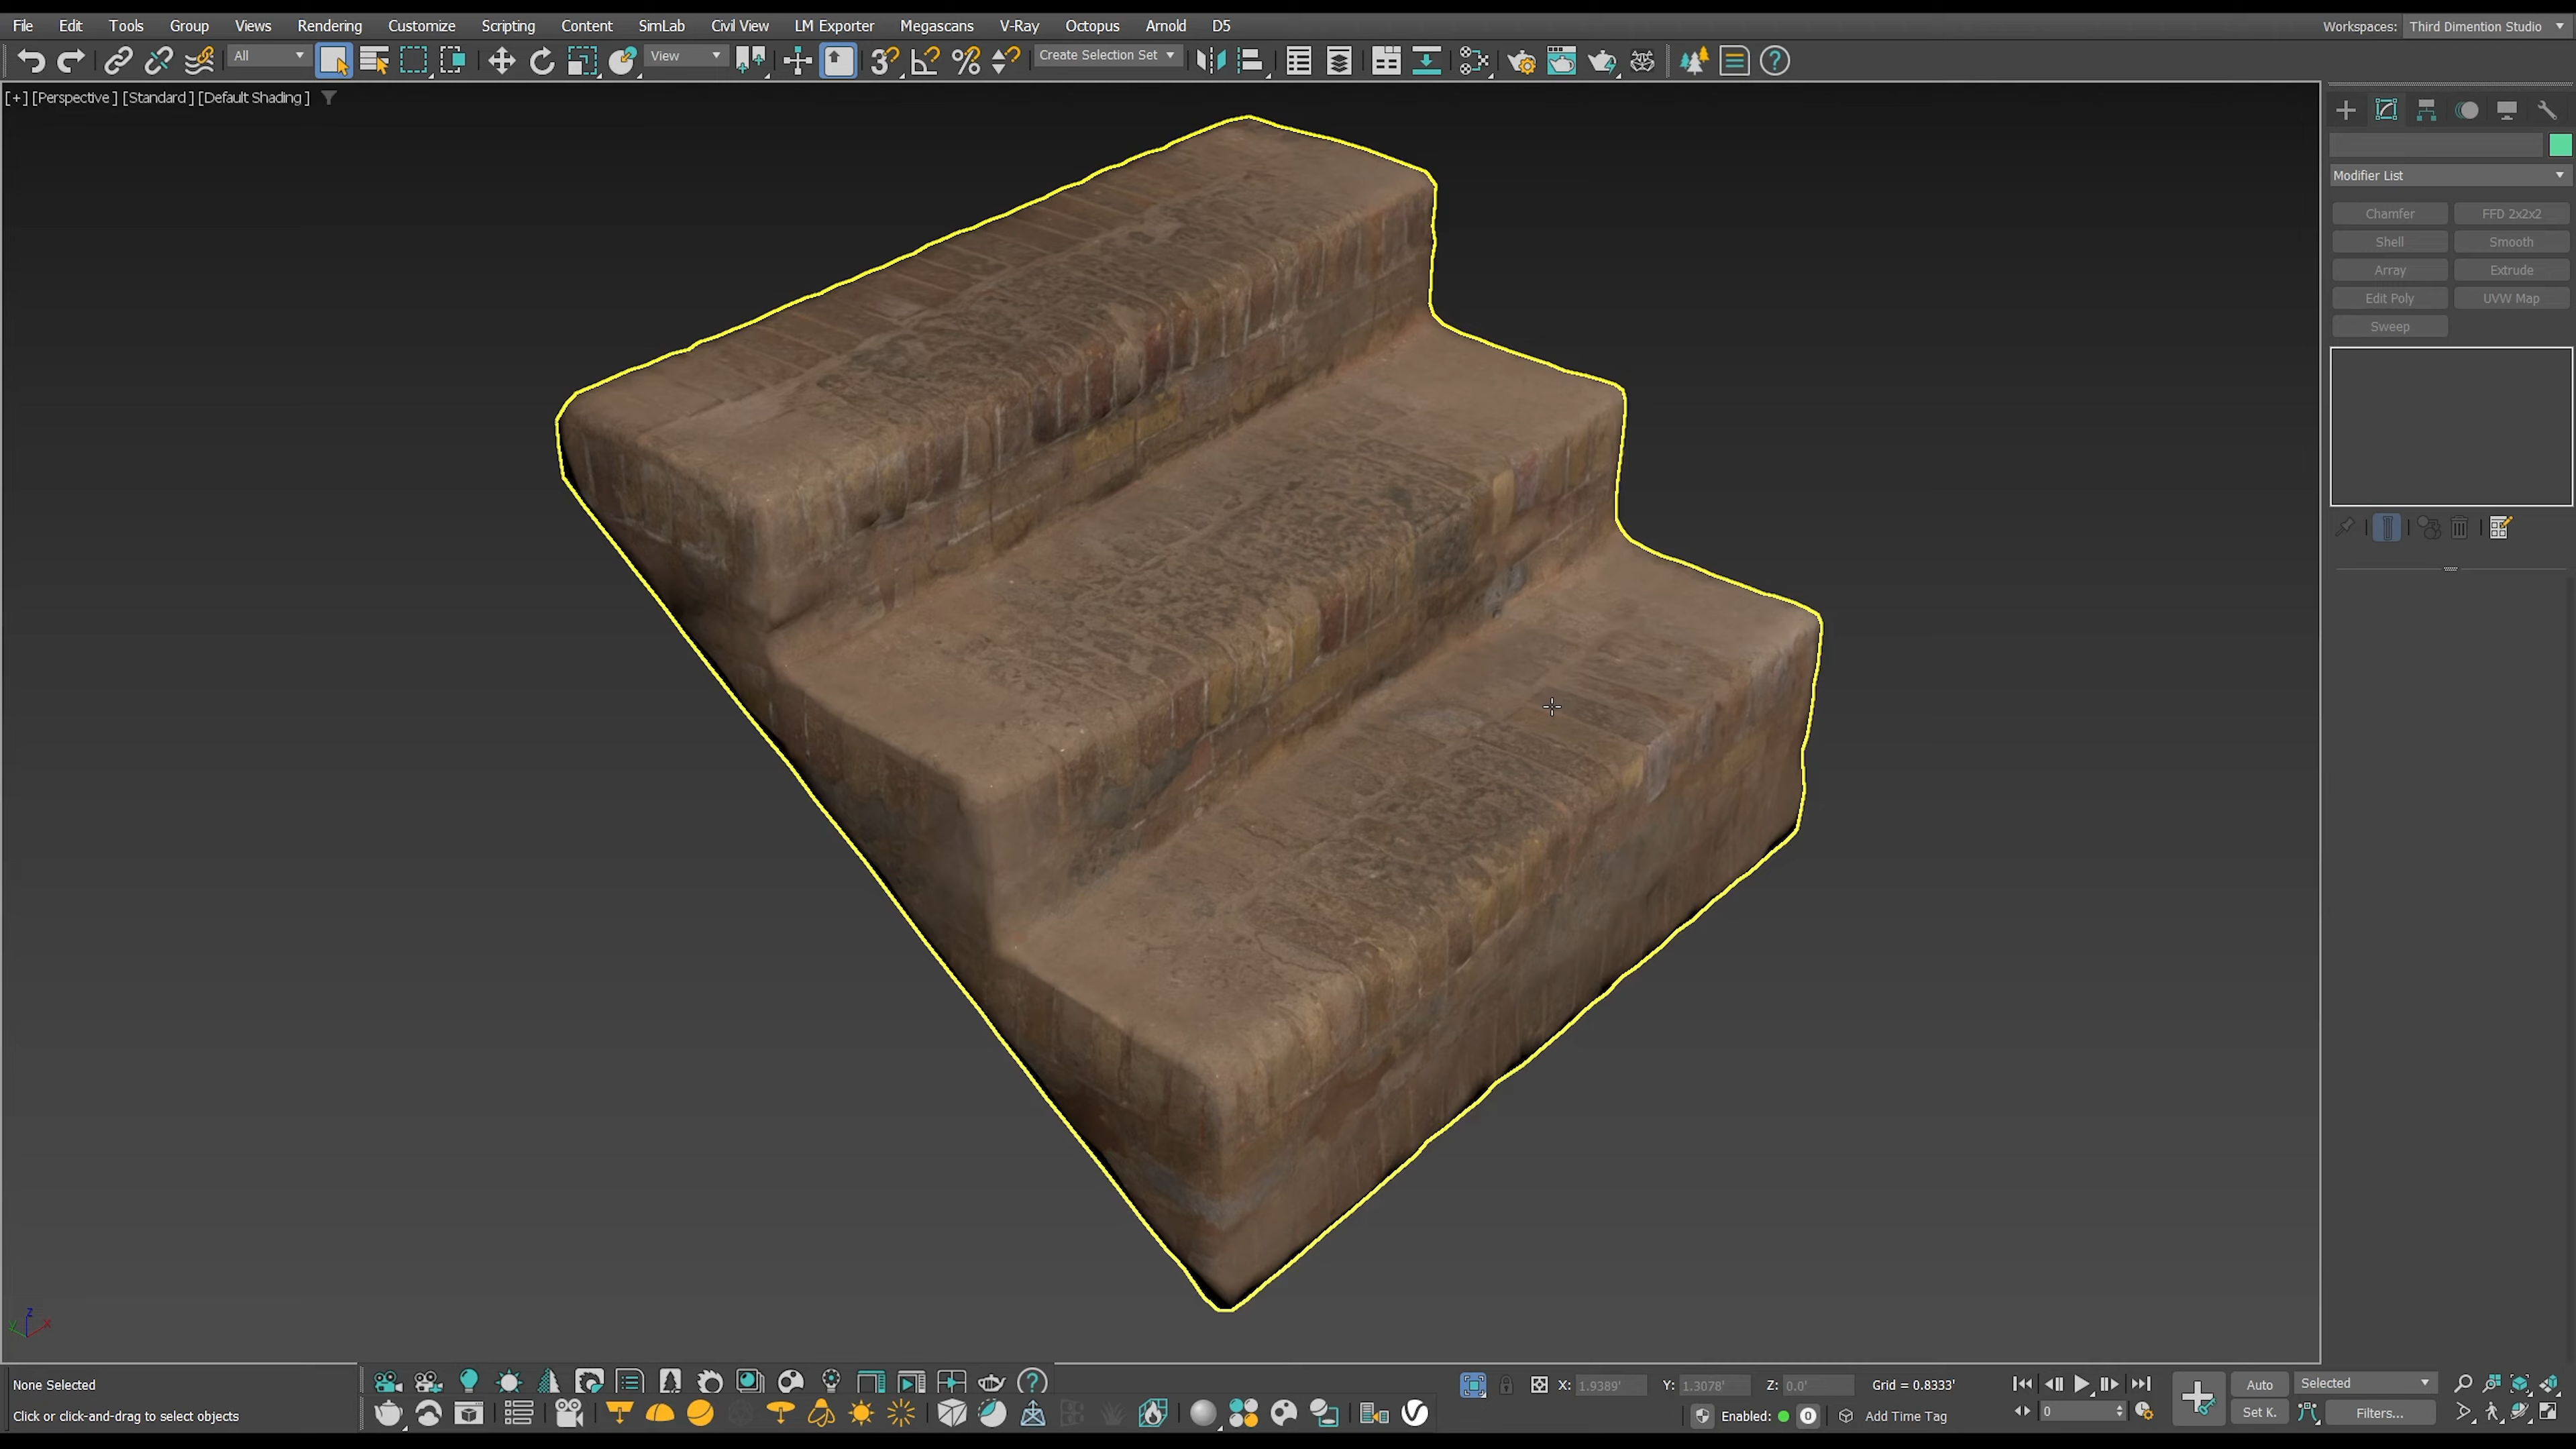 File Edit Tools Group Views Rendering Customize Scripting Content SimLab Civil View LM Exporter Megascans V-Ray Octopus Arnold D5 Workspaces: Third Dimention Studio
All View Create Selection Set
[+] [Perspective ] [Standard ] [Default Shading ]
Modifier List
Chamfer FFD 2x2x2
Shell Smooth
Array Extrude
Edit Poly UVW Map
Sweep
z
y x
None Selected X: 1.9389' Y: 1.3078' Z: 0.0' Grid = 0.8333' Auto Selected
Click or click-and-drag to select objects Enabled: 0 Add Time Tag 0 Set K. Filters...